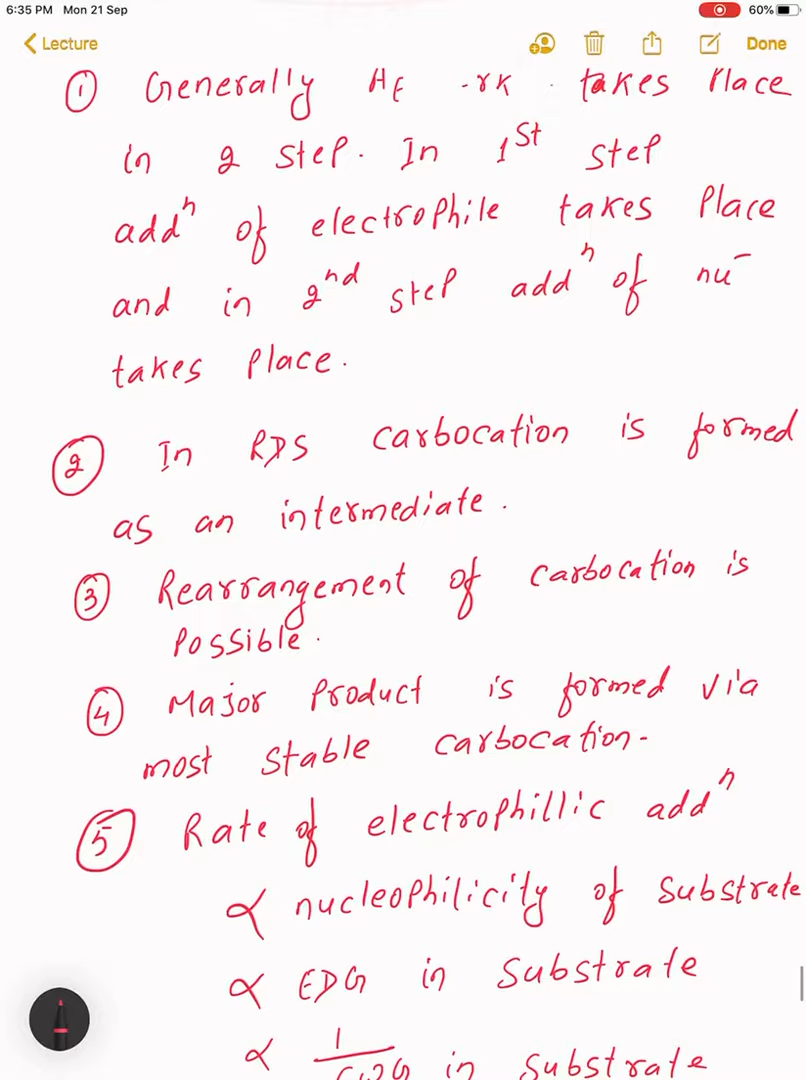 6:35 PM Mon 21 Sep 60%
Lecture Done
① Generally AE -rk takes Place
in 2 step. In 1st step
addn of electrophile takes Place
and in 2nd step addn of nu-
takes Place.
② In RDS carbocation is formed
as an intermediate.
③ Rearrangement of carbocation is
Possible.
④ Major Product is formed via
most stable carbocation-
⑤ Rate of electrophillic addn
∝ nucleophilicity of Substrate
∝ EDG in Substrate
∝ 1/EWG in Substrate